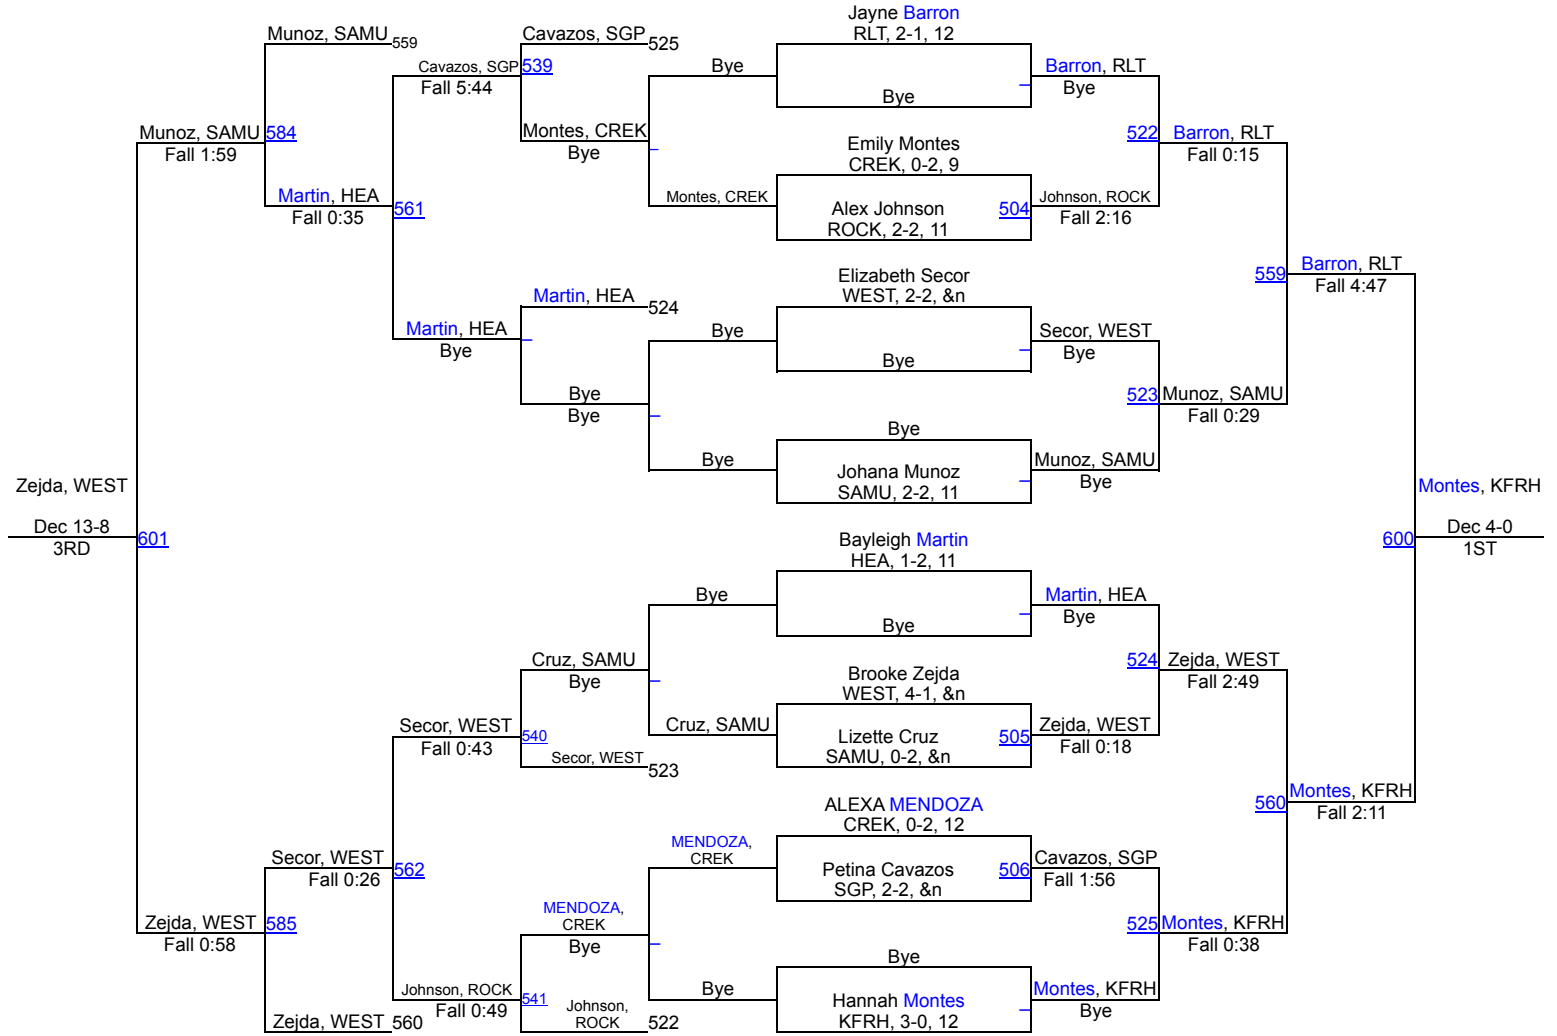 Jayne Barron
RLT, 2-1, 12
Munoz, SAMU 559
Cavazos, SGP 525
Cavazos, SGP 539
Fall 5:44
Bye
Barron, RLT
Bye
Bye
Munoz, SAMU 584
Fall 1:59
Montes, CREK
Bye
Emily Montes
CREK, 0-2, 9
522 Barron, RLT
Fall 0:15
Martin, HEA
Fall 0:35
561
Montes, CREK
Alex Johnson
ROCK, 2-2, 11
504
Johnson, ROCK
Fall 2:16
Elizabeth Secor
WEST, 2-2, &n
559
Barron, RLT
Fall 4:47
Martin, HEA 524
Martin, HEA
Bye
Bye
Secor, WEST
Bye
Bye
Bye
Bye
523 Munoz, SAMU
Fall 0:29
Bye
Bye
Johana Munoz
SAMU, 2-2, 11
Munoz, SAMU
Bye
Zejda, WEST
Dec 13-8
3RD
601
Montes, KFRH
600
Dec 4-0
1ST
Bayleigh Martin
HEA, 1-2, 11
Bye
Bye
Martin, HEA
Bye
Cruz, SAMU
Bye
Brooke Zejda
WEST, 4-1, &n
524 Zejda, WEST
Fall 2:49
Secor, WEST
Fall 0:43
540
Cruz, SAMU
Lizette Cruz
SAMU, 0-2, &n
505
Zejda, WEST
Fall 0:18
Secor, WEST 523
ALEXA MENDOZA
CREK, 0-2, 12
560
Montes, KFRH
Fall 2:11
Secor, WEST
Fall 0:26
562
MENDOZA,
CREK
Petina Cavazos
SGP, 2-2, &n
506
Cavazos, SGP
Fall 1:56
Zejda, WEST 585
Fall 0:58
MENDOZA,
CREK
Bye
525 Montes, KFRH
Fall 0:38
Bye
Johnson, ROCK
Fall 0:49
541
Johnson,
ROCK 522
Bye
Hannah Montes
KFRH, 3-0, 12
Montes, KFRH
Bye
Zejda, WEST 560